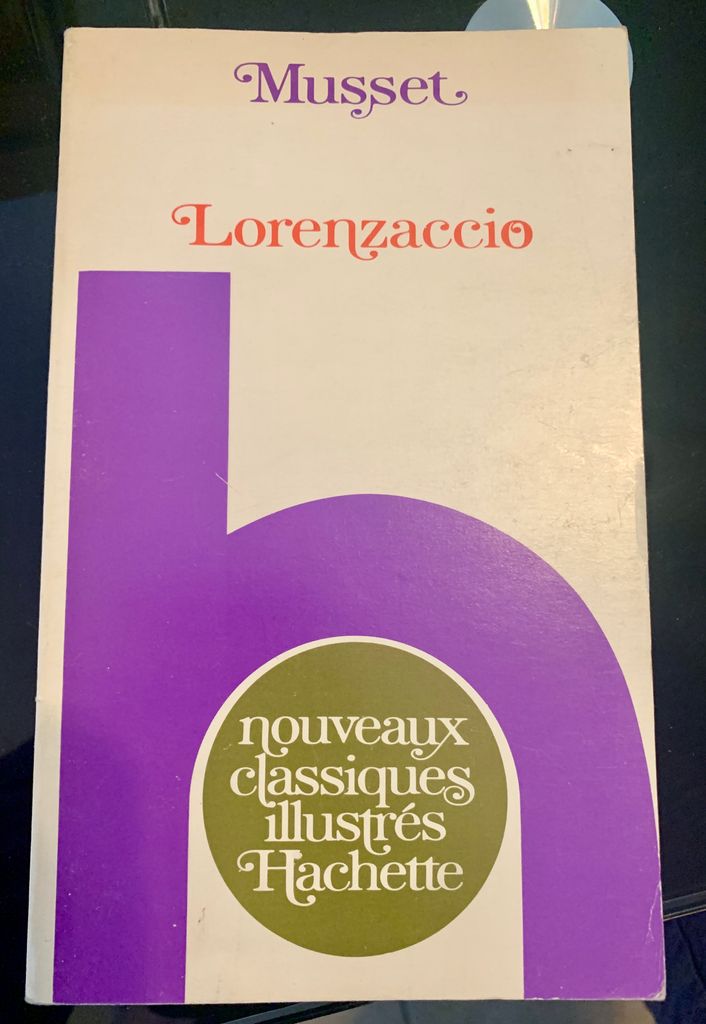 Musset
Lorenzaccio
nouveaux
classiques
illustrés
Hachette